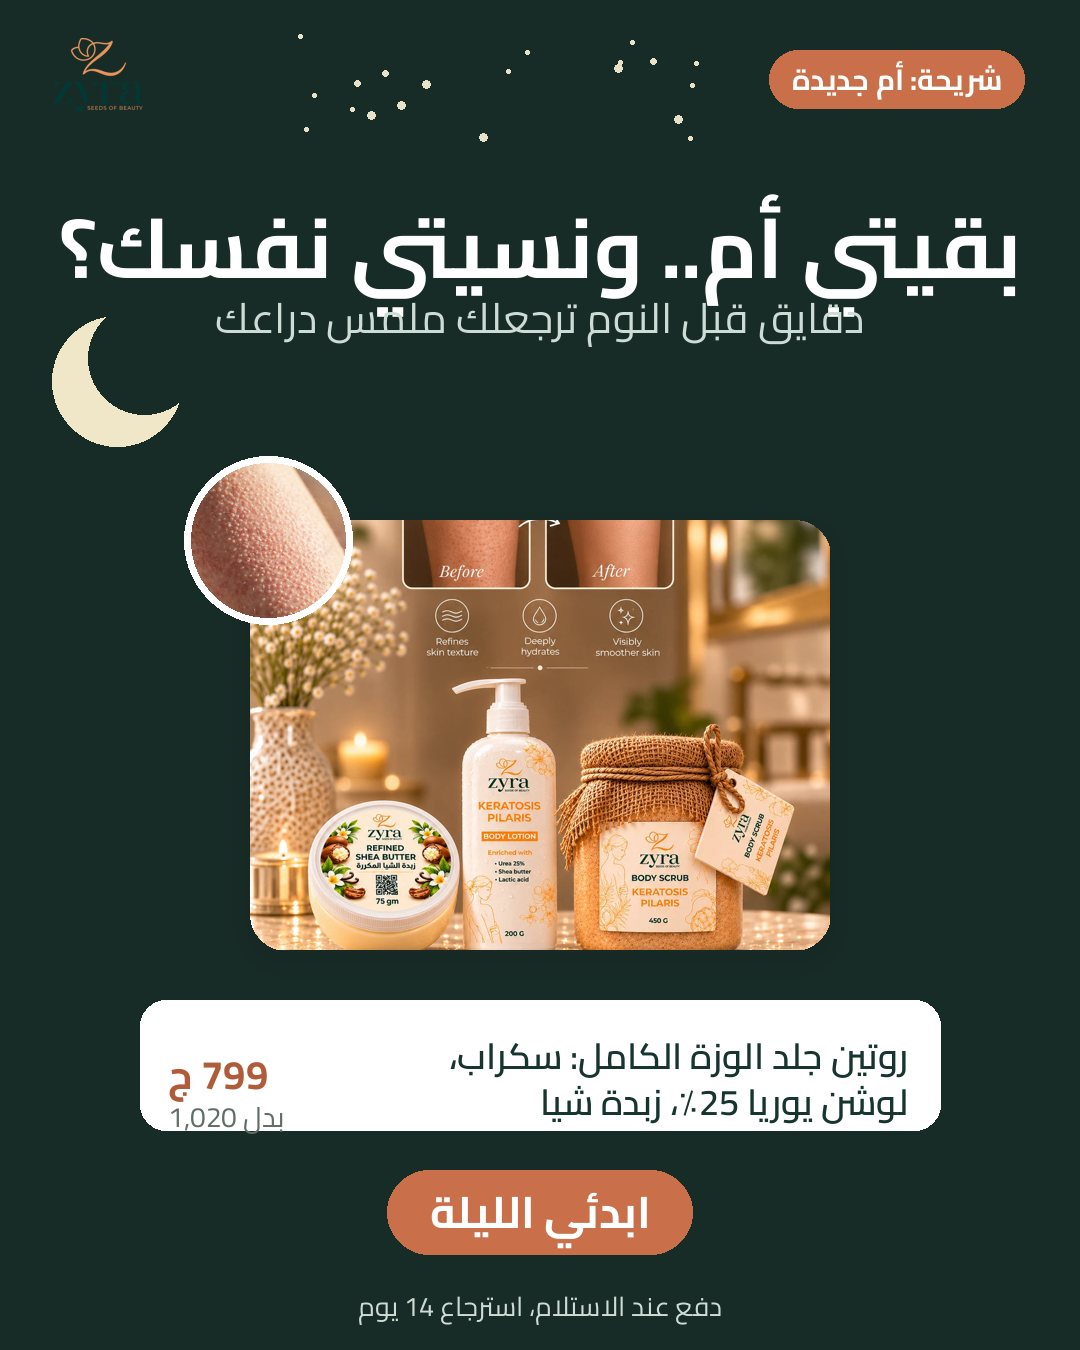 SEEDS OF BEAUTY
شريحة: أم جديدة
بقيتي أم.. ونسيتي نفسك؟
دقايق قبل النوم ترجعلك ملمس دراعك
Before
After
Refines
skin texture
Deeply
hydrates
Visibly
smoother skin
zyra
REFINED
SHEA BUTTER
زبدة الشيا المكررة
75 gm
zyra
KERATOSIS
PILARIS
BODY LOTION
Enriched with
• Urea 25%
• Shea butter
• Lactic acid
200 G
zyra
BODY SCRUB
KERATOSIS
PILARIS
450 G
zyra
BODY SCRUB
KERATOSIS
PILARIS
روتين جلد الوزة الكامل: سكراب،
لوشن يوريا 25٪، زبدة شيا
799 ج
بدل 1,020
ابدئي الليلة
دفع عند الاستلام، استرجاع 14 يوم